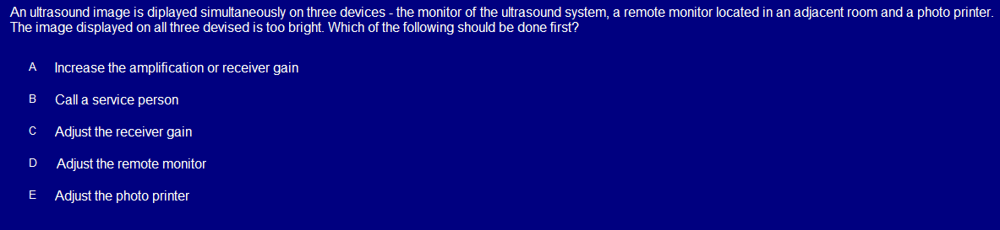 An ultrasound image is diplayed simultaneously on three devices - the monitor of the ultrasound system, a remote monitor located in an adjacent room and a photo printer.
The image displayed on all three devised is too bright. Which of the following should be done first?
A Increase the amplification or receiver gain
B Call a service person
C Adjust the receiver gain
D Adjust the remote monitor
E Adjust the photo printer